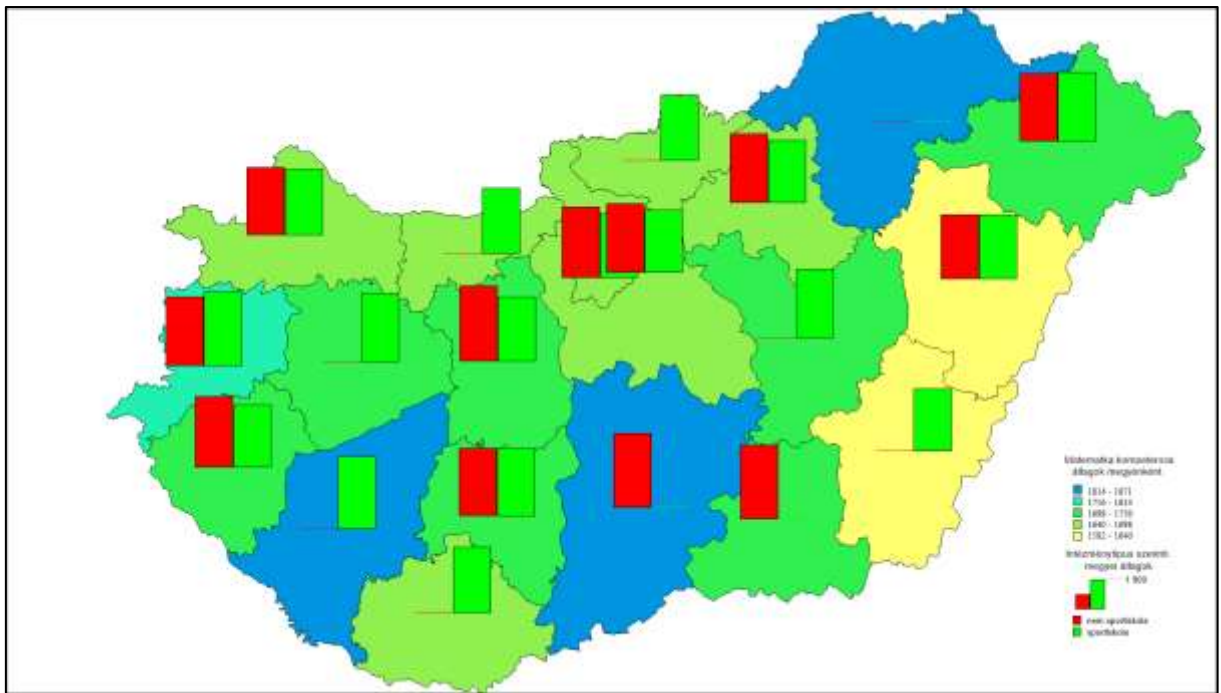 Matematika kompetencia
átlagok megyénként
1814 - 1871
1756 - 1814
1698 - 1756
1640 - 1698
1582 - 1640
Intézménytípus szerinti
megyei átlagok
1 900
nem sportiskola
sportiskola